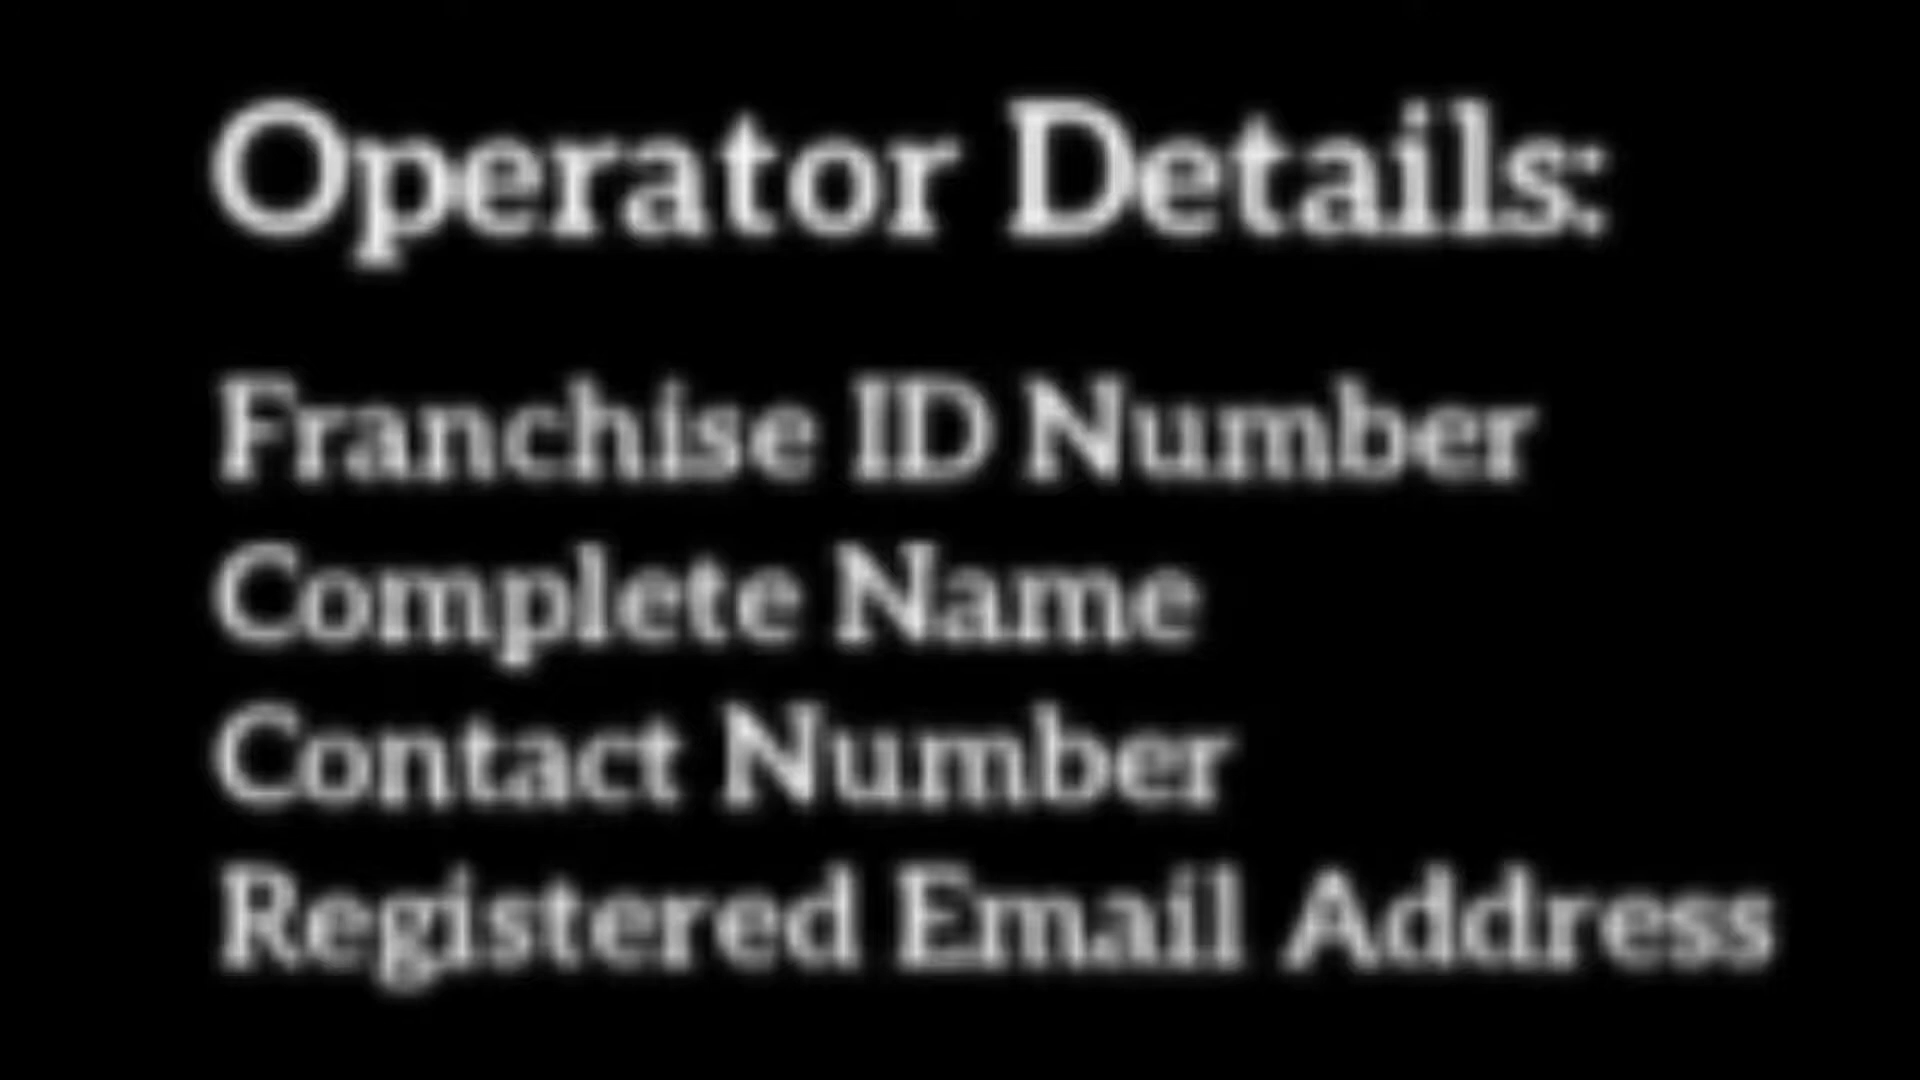 Operator Details:
Franchise ID Number
Complete Name
Contact Number
Registered Email Address